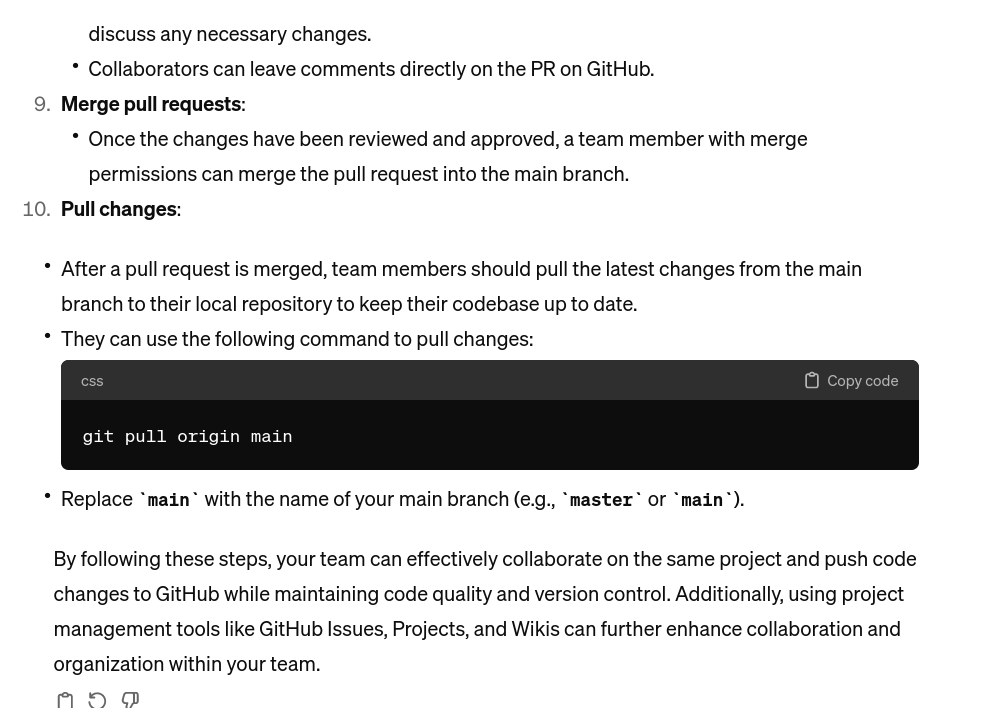 discuss any necessary changes.
• Collaborators can leave comments directly on the PR on GitHub.
9. Merge pull requests:
• Once the changes have been reviewed and approved, a team member with merge
permissions can merge the pull request into the main branch.
10. Pull changes:
• After a pull request is merged, team members should pull the latest changes from the main
branch to their local repository to keep their codebase up to date.
• They can use the following command to pull changes:
css Copy code
git pull origin main
• Replace `main` with the name of your main branch (e.g., `master` or `main`).
By following these steps, your team can effectively collaborate on the same project and push code
changes to GitHub while maintaining code quality and version control. Additionally, using project
management tools like GitHub Issues, Projects, and Wikis can further enhance collaboration and
organization within your team.